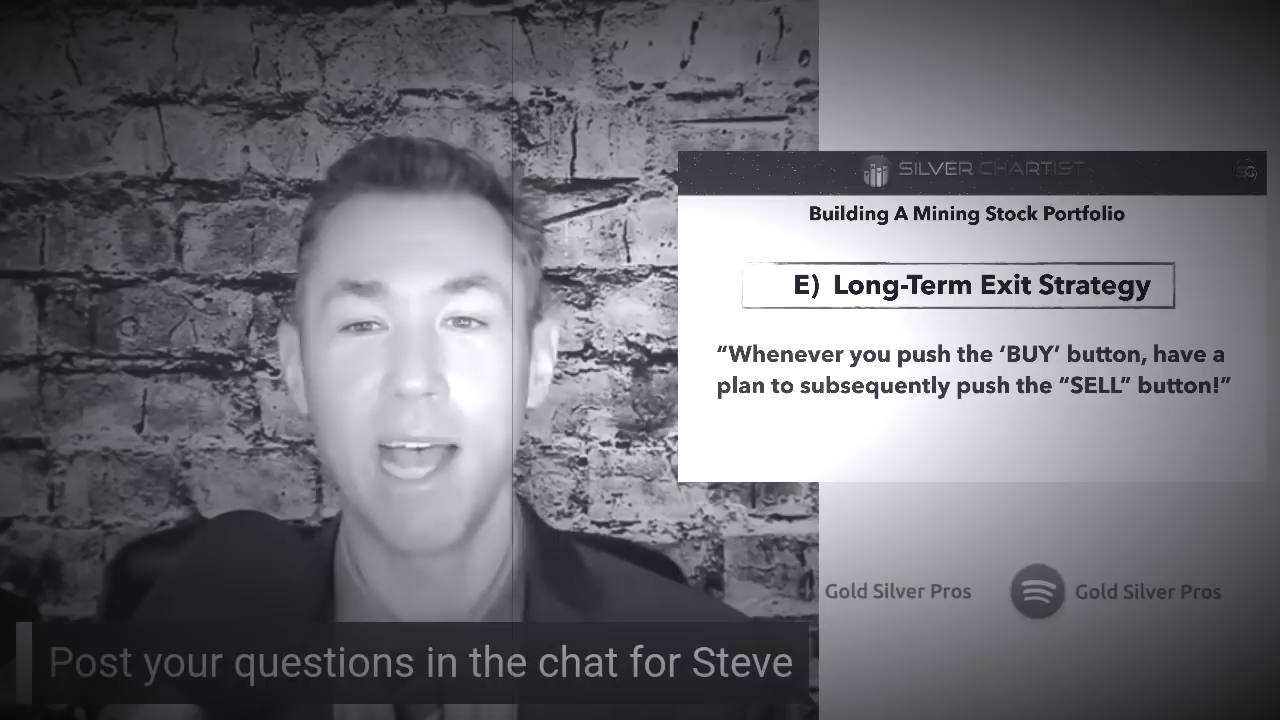 SILVER CHARTIST
Building A Mining Stock Portfolio
E) Long-Term Exit Strategy
“Whenever you push the ‘BUY’ button, have a
plan to subsequently push the “SELL” button!”
Gold Silver Pros
Gold Silver Pros
Post your questions in the chat for Steve